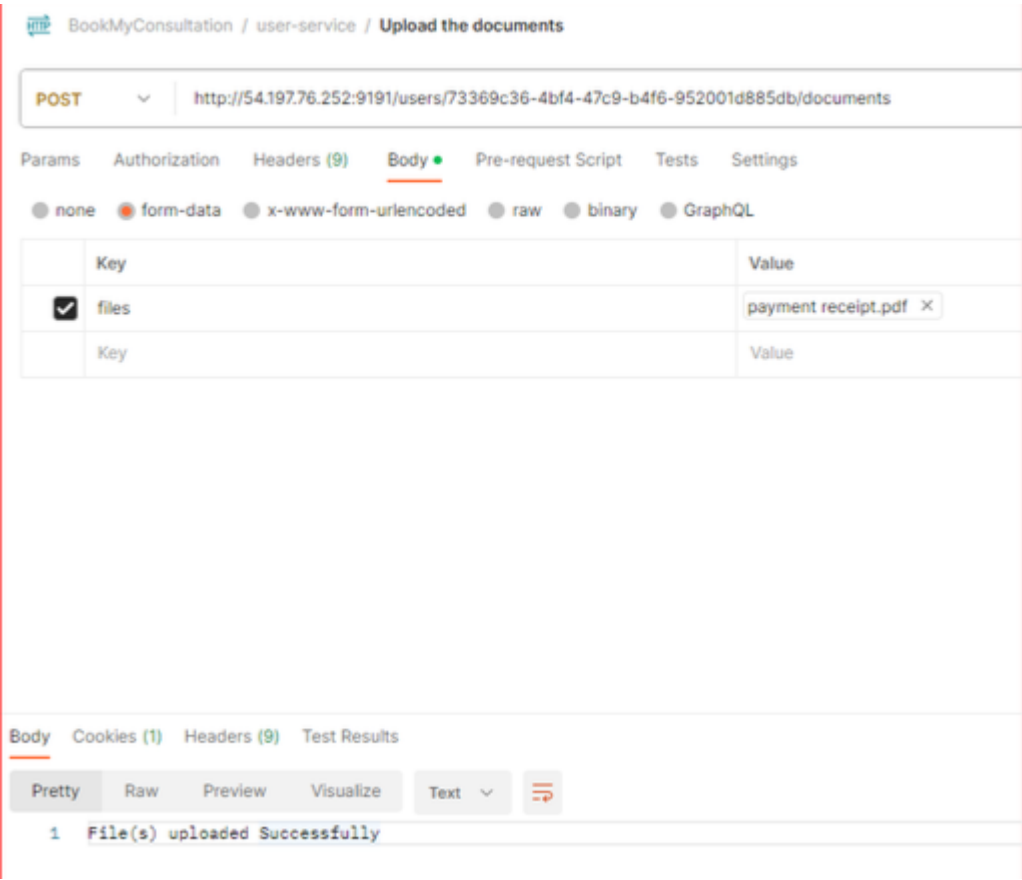 HTTP BookMyConsultation / user-service / Upload the documents
POST http://54.197.76.252:9191/users/73369c36-4bf4-47c9-b4f6-952001d885db/documents
Params Authorization Headers (9) Body Pre-request Script Tests Settings
none form-data x-www-form-urlencoded raw binary GraphQL
Key Value
files payment receipt.pdf ×
Key Value
Body Cookies (1) Headers (9) Test Results
Pretty Raw Preview Visualize Text
1 File(s) uploaded Successfully